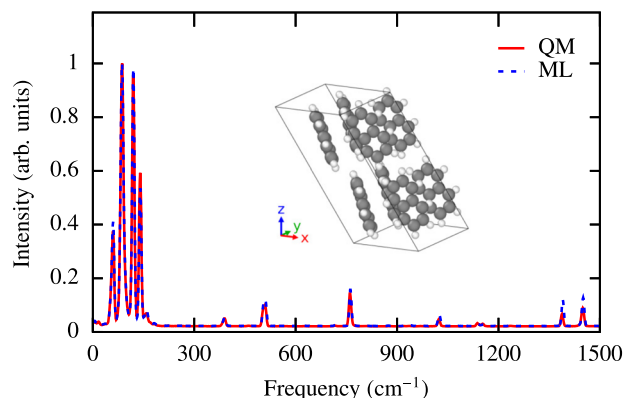 QM
ML
1
0.8
0.6
0.4
0.2
0
Intensity (arb. units)
z
y
x
0 300 600 900 1200 1500
Frequency (cm⁻¹)